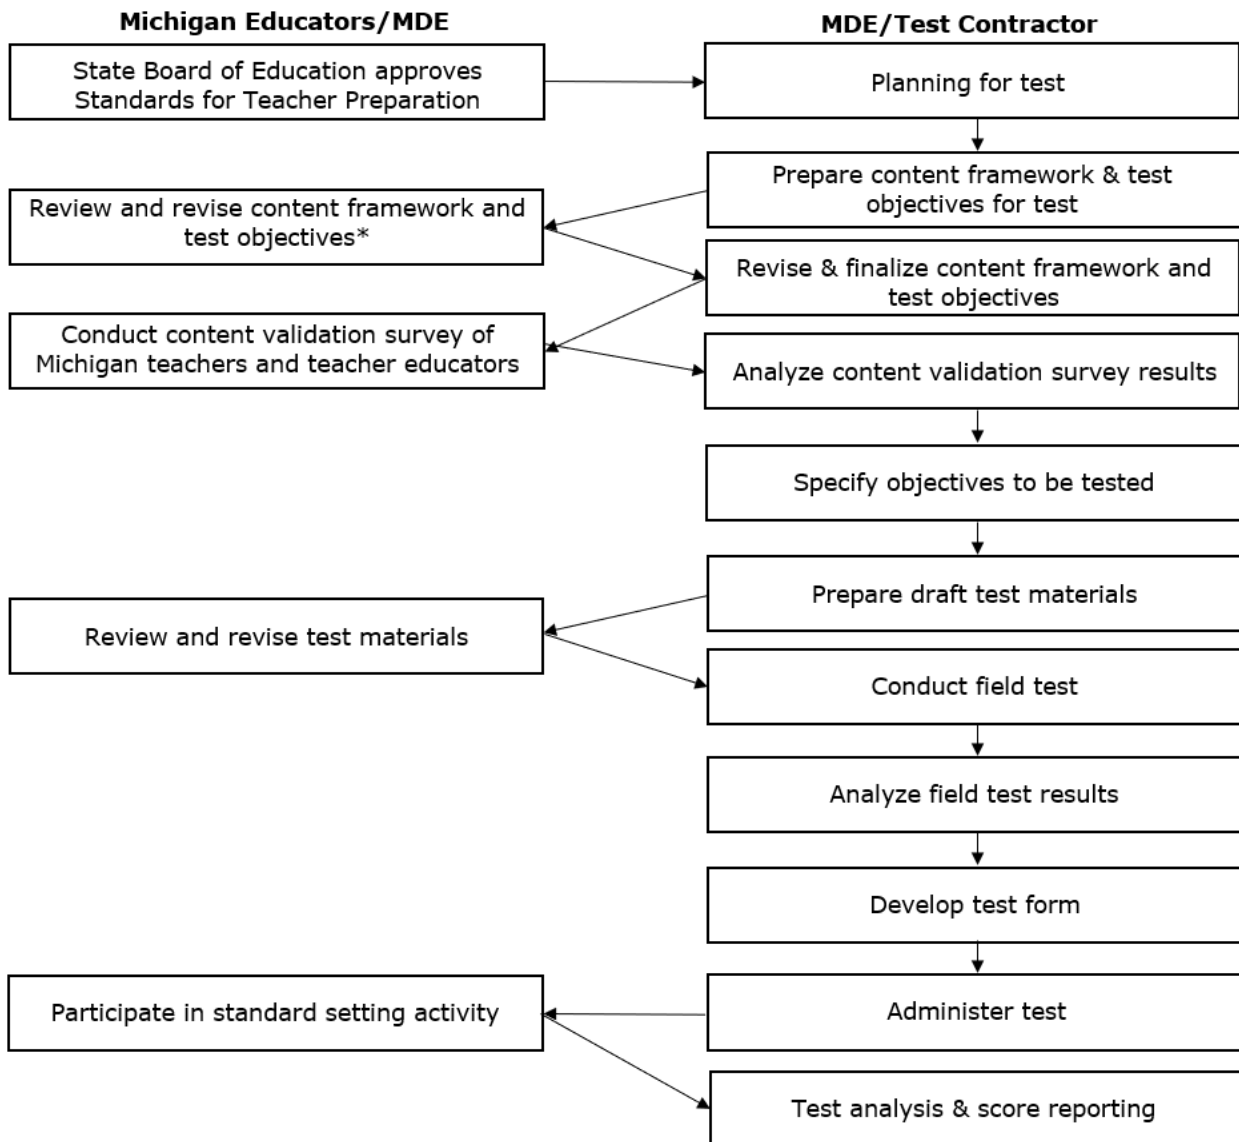 Michigan Educators/MDE
MDE/Test Contractor
State Board of Education approves
Standards for Teacher Preparation
Planning for test
Prepare content framework & test
objectives for test
Review and revise content framework and
test objectives*
Revise & finalize content framework and
test objectives
Conduct content validation survey of
Michigan teachers and teacher educators
Analyze content validation survey results
Specify objectives to be tested
Prepare draft test materials
Review and revise test materials
Conduct field test
Analyze field test results
Develop test form
Administer test
Participate in standard setting activity
Test analysis & score reporting